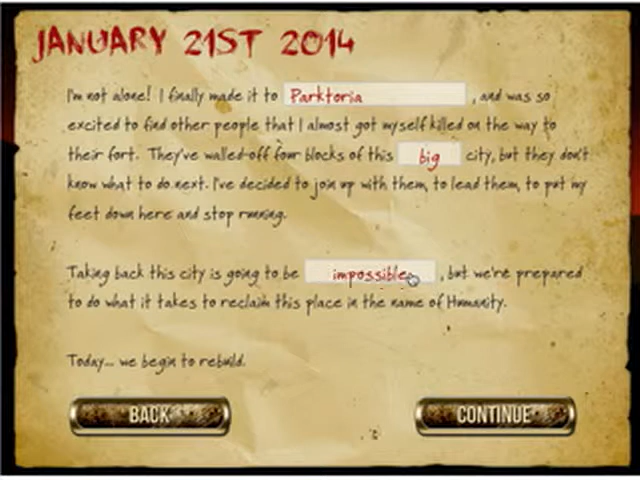 JANUARY 21ST 2014
I'm not alone! I finally made it to Parktoria , and was so
excited to find other people that I almost got myself killed on the way to
their fort. They've walled-off four blocks of this big city, but they don't
know what to do next. I've decided to join up with them, to lead them, to put my
feet down here and stop running.
Taking back this city is going to be impossible , but we're prepared
to do what it takes to reclaim this place in the name of Humanity.
Today... we begin to rebuild.
BACK CONTINUE